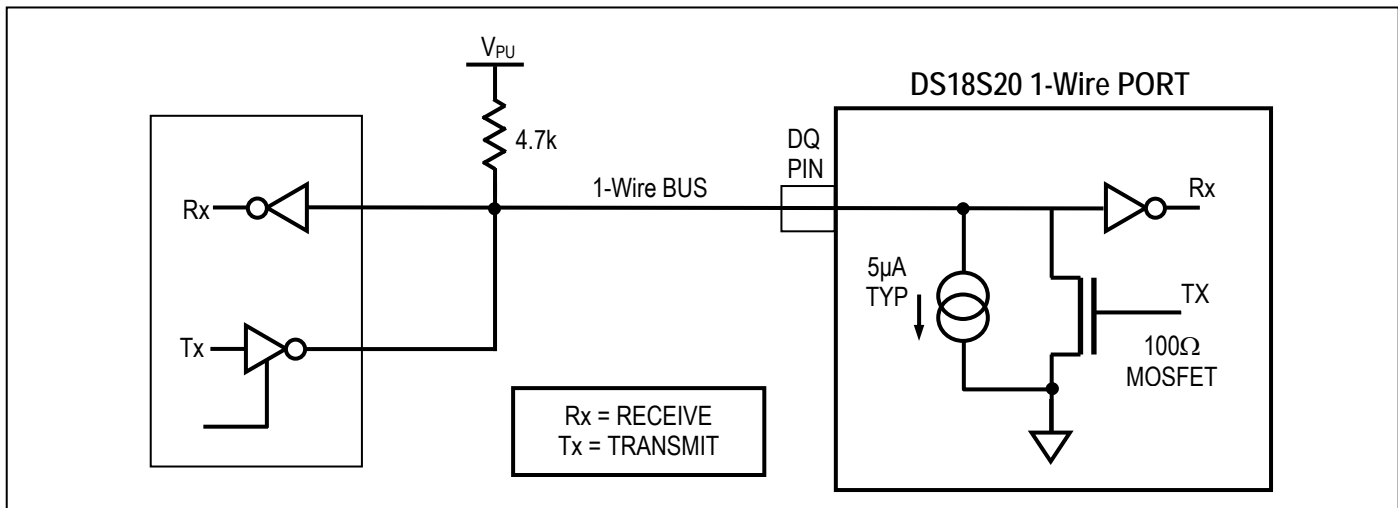 VPU
4.7k
DS18S20 1-Wire PORT
DQ
PIN
1-Wire BUS
Rx
Rx
5µA
TYP
TX
100Ω
MOSFET
Tx
Rx = RECEIVE
Tx = TRANSMIT